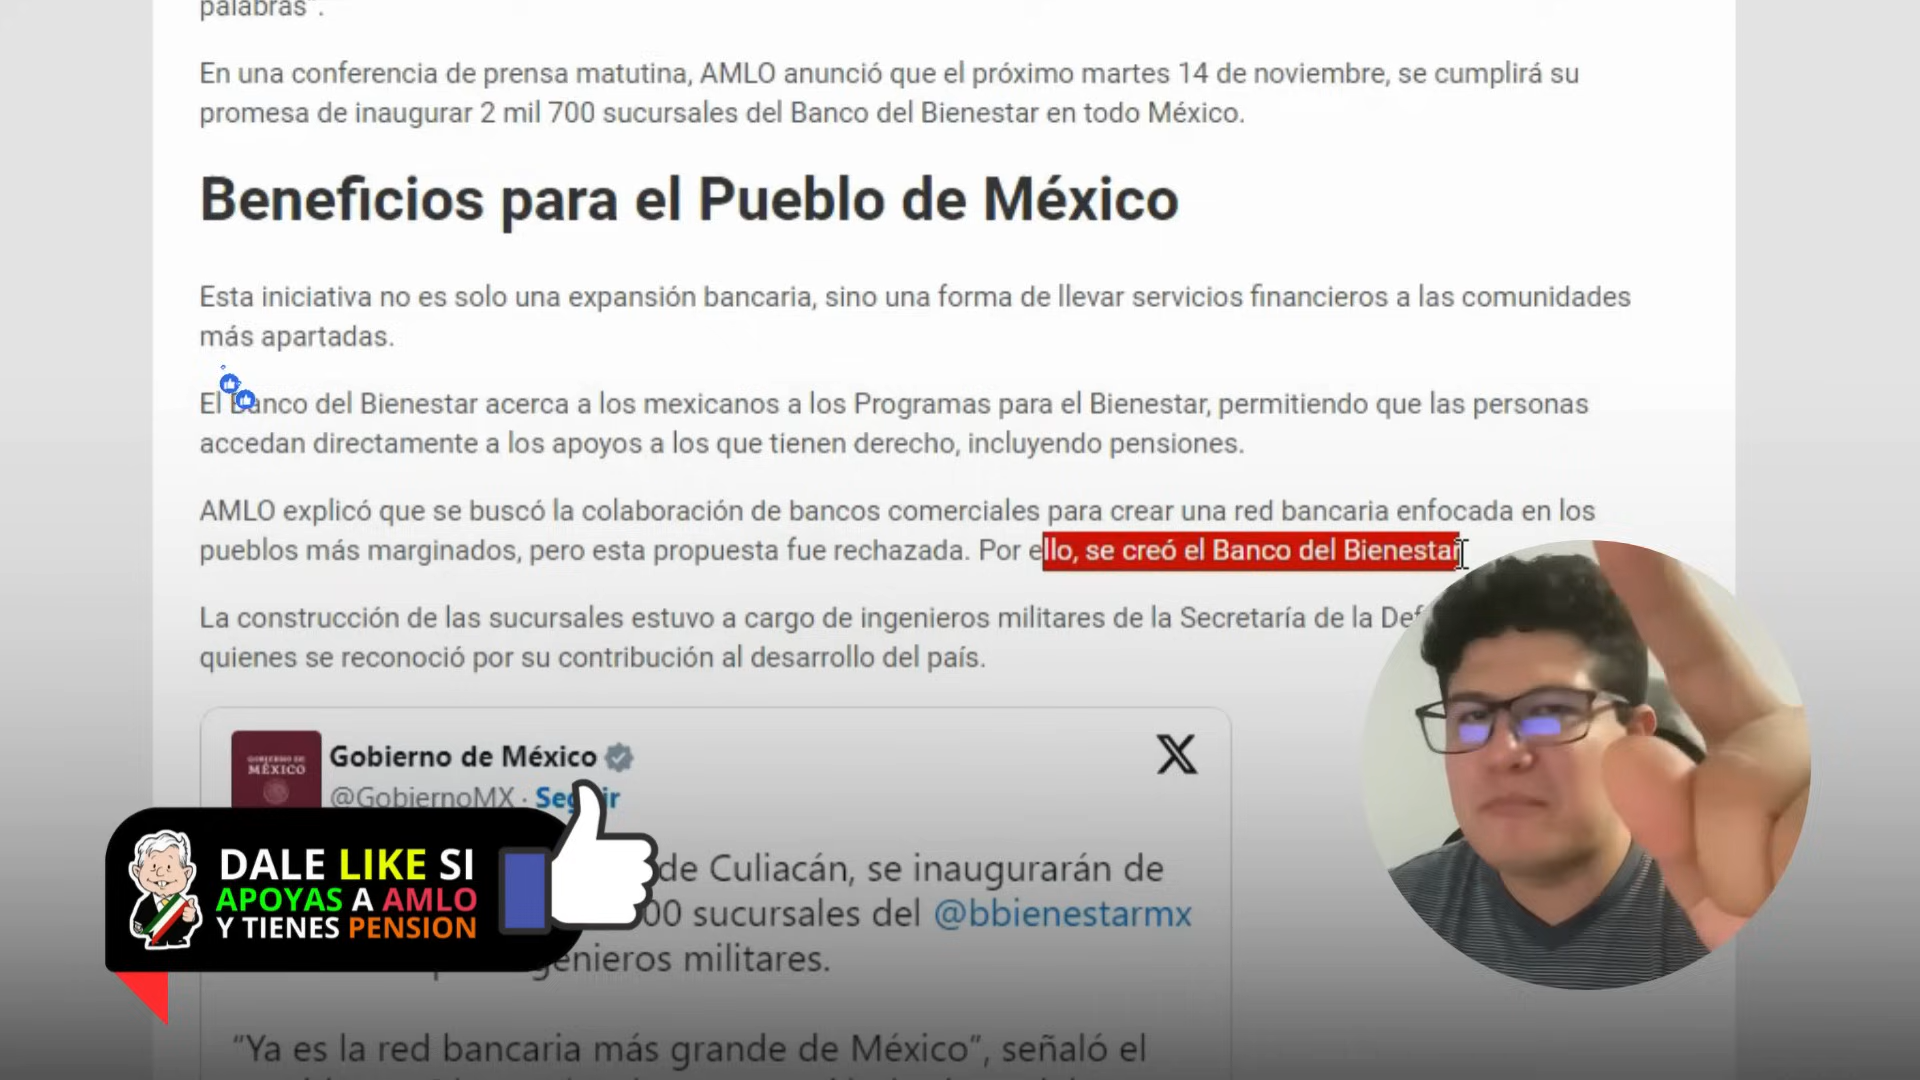 palabras".
En una conferencia de prensa matutina, AMLO anunció que el próximo martes 14 de noviembre, se cumplirá su
promesa de inaugurar 2 mil 700 sucursales del Banco del Bienestar en todo México.
Beneficios para el Pueblo de México
Esta iniciativa no es solo una expansión bancaria, sino una forma de llevar servicios financieros a las comunidades
más apartadas.
El Banco del Bienestar acerca a los mexicanos a los Programas para el Bienestar, permitiendo que las personas
accedan directamente a los apoyos a los que tienen derecho, incluyendo pensiones.
AMLO explicó que se buscó la colaboración de bancos comerciales para crear una red bancaria enfocada en los
pueblos más marginados, pero esta propuesta fue rechazada. Por ello, se creó el Banco del Bienestar
La construcción de las sucursales estuvo a cargo de ingenieros militares de la Secretaría de la
quienes se reconoció por su contribución al desarrollo del país.
GOBIERNO DE
MÉXICO
Gobierno de México
@GobiernoMX · Seguir
de Culiacán, se inaugurarán de
00 sucursales del @bbienestarmx
ingenieros militares.
"Ya es la red bancaria más grande de México", señaló el
DALE LIKE SI
APOYAS A AMLO
Y TIENES PENSION